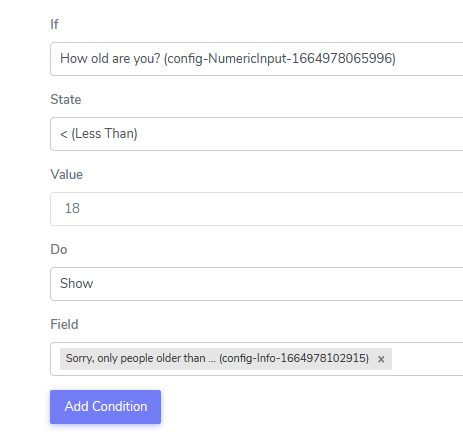 If
How old are you? (config-NumericInput-1664978065996)
State
< (Less Than)
Value
18
Do
Show
Field
Sorry, only people older than ... (config-Info-1664978102915) ×
Add Condition